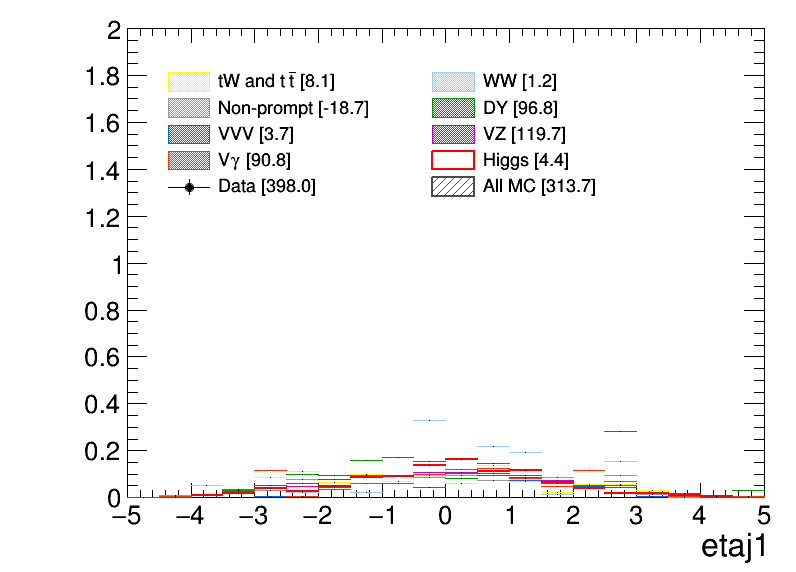 2
1.8
1.6
1.4
1.2
1
0.8
0.6
0.4
0.2
0
tW and t t̄ [8.1]
Non-prompt [-18.7]
VVV [3.7]
Vγ [90.8]
Data [398.0]
WW [1.2]
DY [96.8]
VZ [119.7]
Higgs [4.4]
All MC [313.7]
−5 −4 −3 −2 −1 0 1 2 3 4 5
etaj1